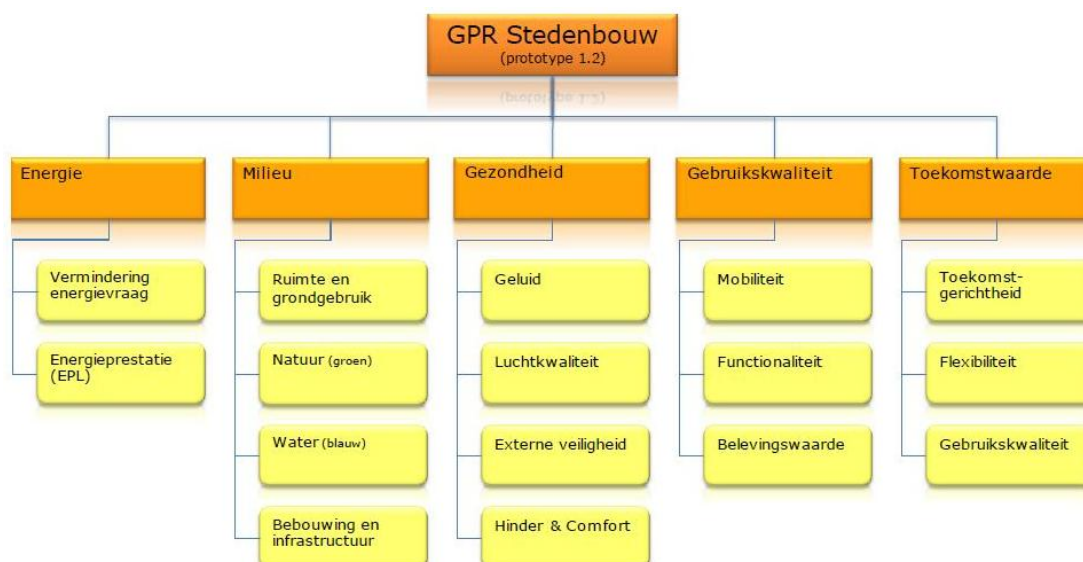 GPR Stedenbouw
(prototype 1.2)
Energie
Vermindering
energievraag
Energieprestatie
(EPL)
Milieu
Ruimte en
grondgebruik
Natuur (groen)
Water (blauw)
Bebouwing en
infrastructuur
Gezondheid
Geluid
Luchtkwaliteit
Externe veiligheid
Hinder & Comfort
Gebruikskwaliteit
Mobiliteit
Functionaliteit
Belevingswaarde
Toekomstwaarde
Toekomst-
gerichtheid
Flexibiliteit
Gebruikskwaliteit